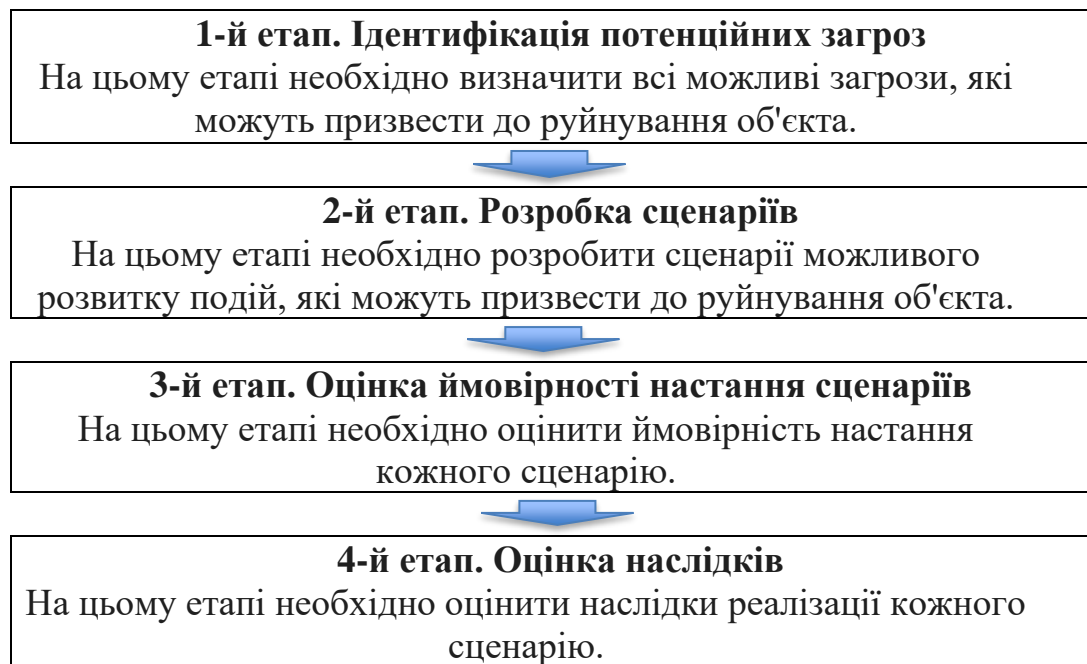 1-й етап. Ідентифікація потенційних загроз
На цьому етапі необхідно визначити всі можливі загрози, які
можуть призвести до руйнування об'єкта.
2-й етап. Розробка сценаріїв
На цьому етапі необхідно розробити сценарії можливого
розвитку подій, які можуть призвести до руйнування об'єкта.
3-й етап. Оцінка ймовірності настання сценаріїв
На цьому етапі необхідно оцінити ймовірність настання
кожного сценарію.
4-й етап. Оцінка наслідків
На цьому етапі необхідно оцінити наслідки реалізації кожного
сценарію.